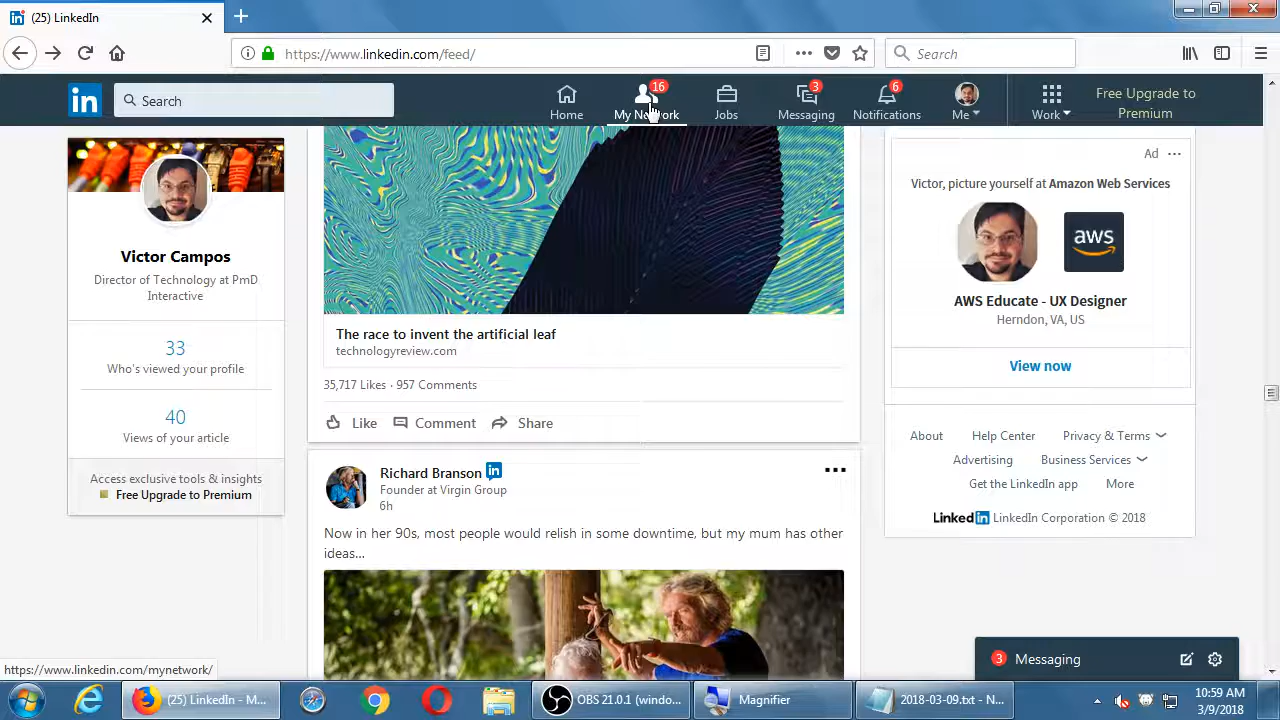 (25) LinkedIn
https://www.linkedin.com/feed/
Search
in
Search
Home
16
My Network
Jobs
3
Messaging
6
Notifications
Me
Work
Free Upgrade to
Premium
Victor Campos
Director of Technology at PmD
Interactive
33
Who's viewed your profile
40
Views of your article
Access exclusive tools & insights
Free Upgrade to Premium
The race to invent the artificial leaf
technologyreview.com
35,717 Likes · 957 Comments
Like
Comment
Share
Richard Branson in
Founder at Virgin Group
6h
Now in her 90s, most people would relish in some downtime, but my mum has other
ideas...
Ad
Victor, picture yourself at Amazon Web Services
aws
AWS Educate - UX Designer
Herndon, VA, US
View now
About
Help Center
Privacy & Terms
Advertising
Business Services
Get the LinkedIn app
More
LinkedIn LinkedIn Corporation © 2018
3 Messaging
https://www.linkedin.com/mynetwork/
(25) LinkedIn - M...
OBS 21.0.1 (windo...
Magnifier
2018-03-09.txt - N...
10:59 AM
3/9/2018